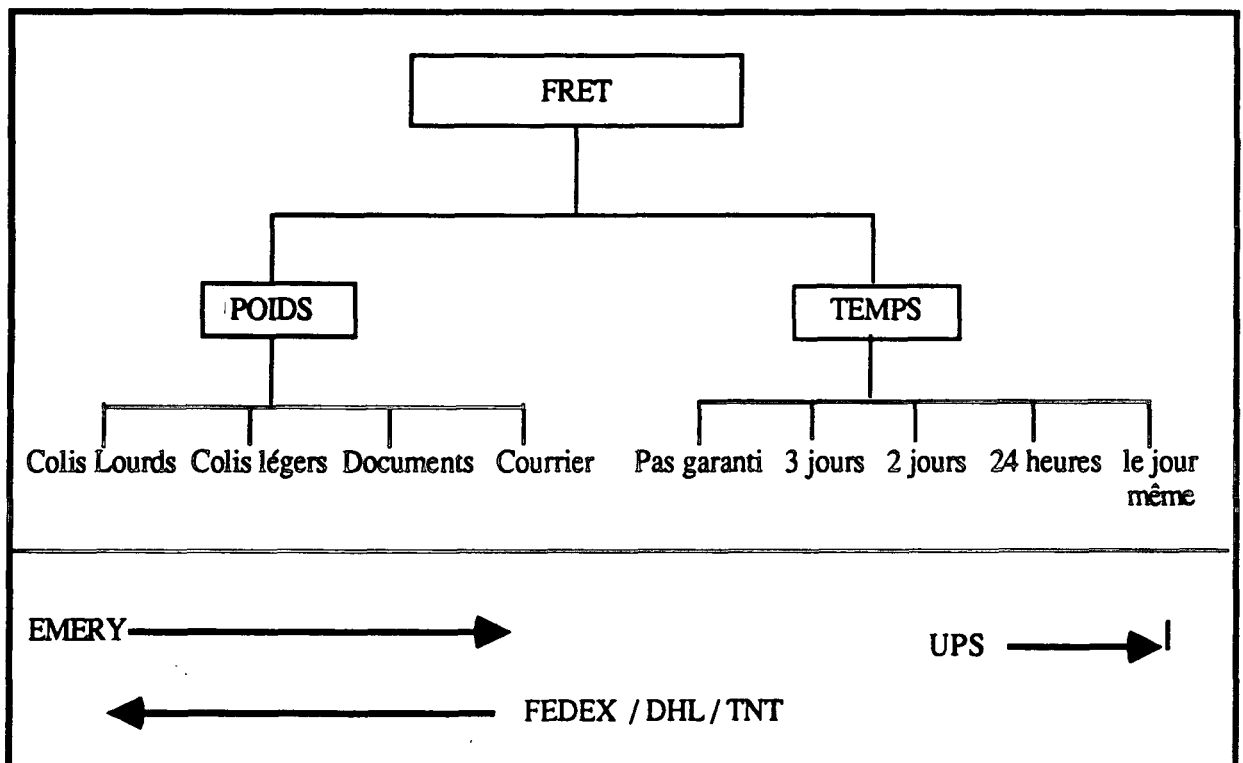 FRET
POIDS
TEMPS
Colis Lourds Colis légers Documents Courrier Pas garanti 3 jours 2 jours 24 heures le jour
même
EMERY
UPS
FEDEX / DHL / TNT